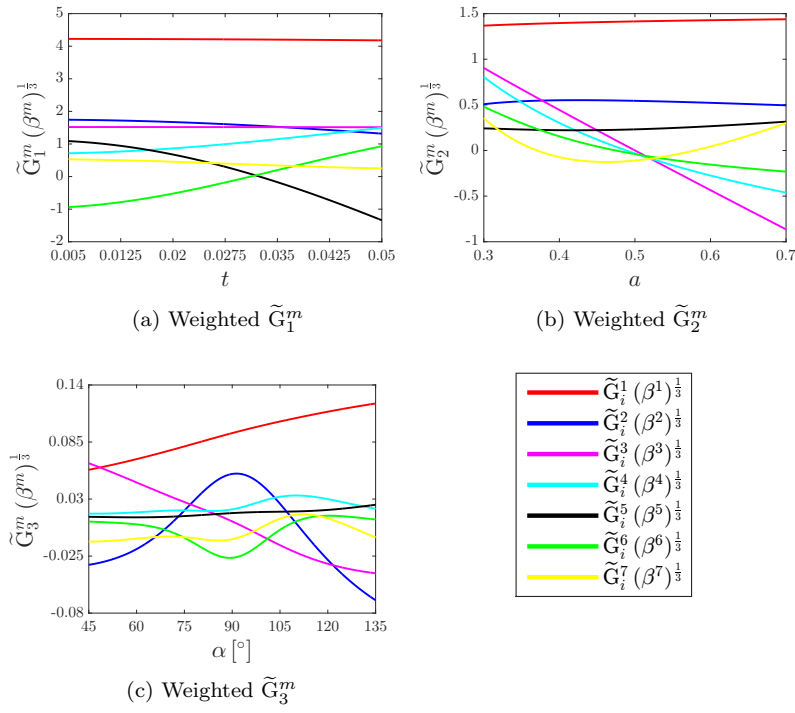 G̃₁ᵐ (βᵐ)^⅓
5
4
3
2
1
0
-1
-2
0.005 0.0125 0.02 0.0275 0.035 0.0425 0.05
t
(a) Weighted G̃₁ᵐ
G̃₂ᵐ (βᵐ)^⅓
1.5
1
0.5
0
-0.5
-1
0.3 0.4 0.5 0.6 0.7
a
(b) Weighted G̃₂ᵐ
G̃₃ᵐ (βᵐ)^⅓
0.14
0.085
0.03
-0.025
-0.08
45 60 75 90 105 120 135
α [°]
(c) Weighted G̃₃ᵐ
G̃ᵢ¹ (β¹)^⅓
G̃ᵢ² (β²)^⅓
G̃ᵢ³ (β³)^⅓
G̃ᵢ⁴ (β⁴)^⅓
G̃ᵢ⁵ (β⁵)^⅓
G̃ᵢ⁶ (β⁶)^⅓
G̃ᵢ⁷ (β⁷)^⅓